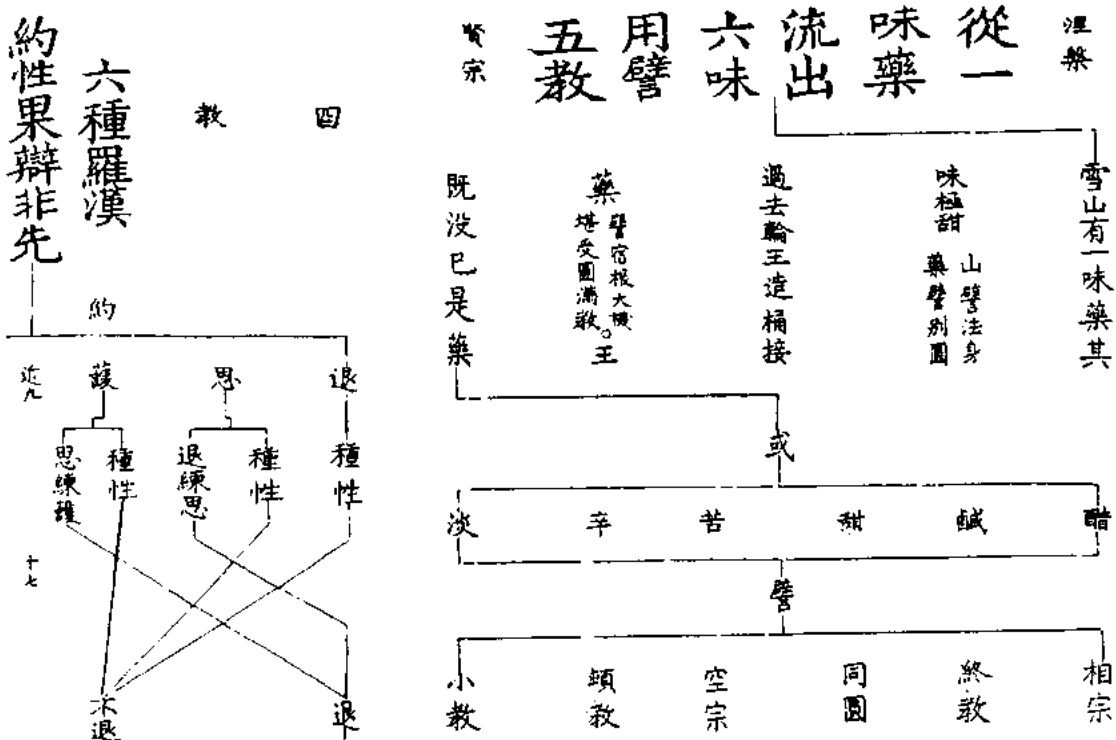 涅槃
從一
味藥
流出
六味
用譬
五教
賢宗
雪山有一味藥其
味極甜
山譬法身
藥譬別圓
過去輪王造桶接
藥
譬宿根大機。王
堪受圓滿教
既没已是藥
或
醋
鹹
甜
苦
辛
淡
譬
相宗
終教
同圓
空宗
頓教
小教
四
教
六種羅漢
約性果辯非先
約
退
種性
思
種性
退練思
護
種性
思練護
近九
十七
退
不退